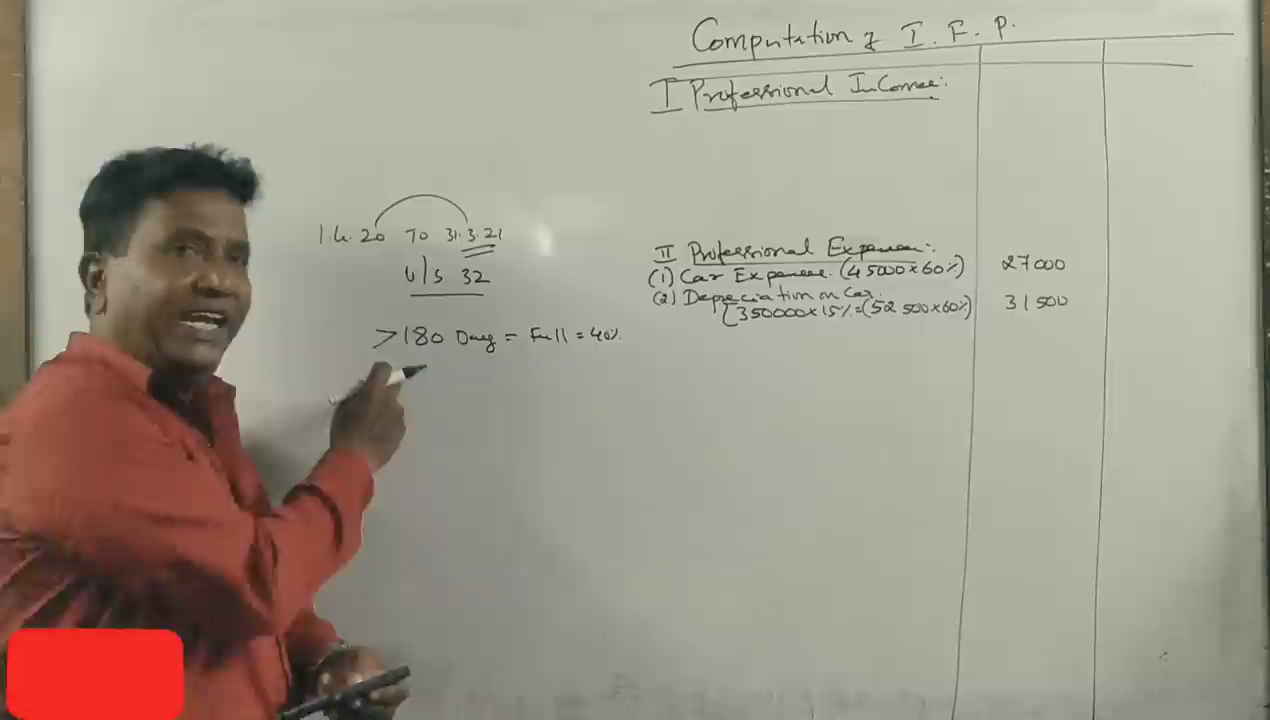 Computation of I. F. P.
I Professional Income:
1.4.20 TO 31.3.21
U/S 32
>180 Days = Full = 40%
II Professional Expenses:
(1) Car Expenses (45000×60%) 27000
(2) Depreciation on Car
[350000×15%=(52500×60%) 31500